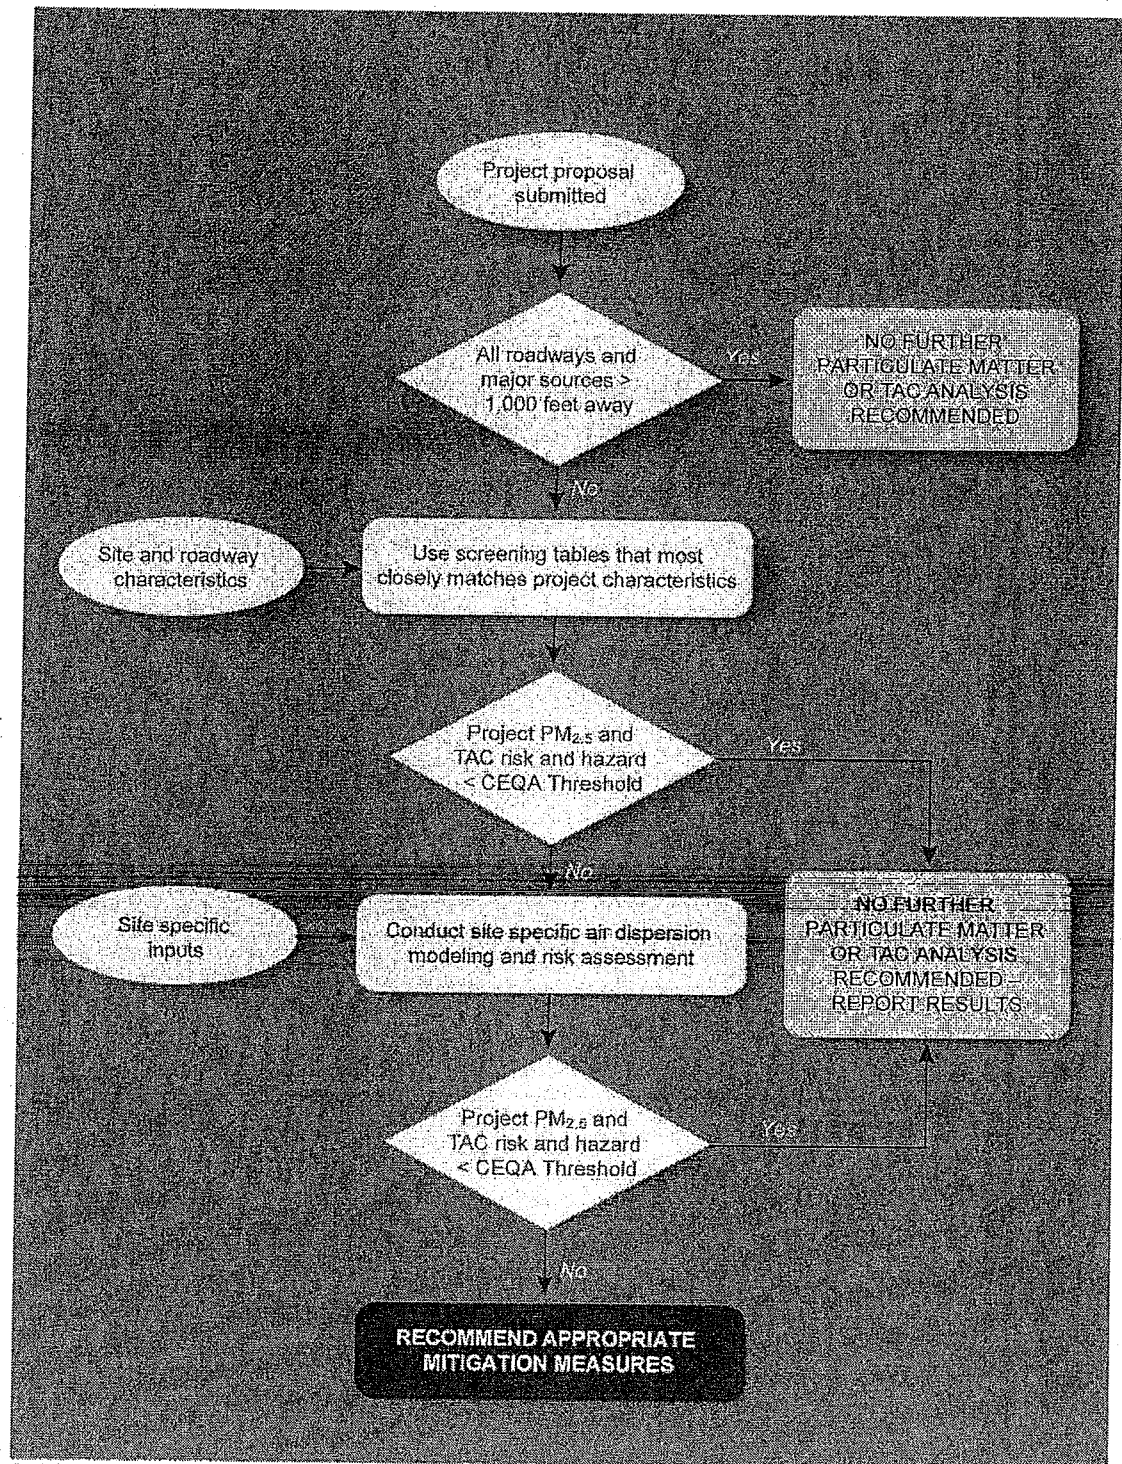 Project proposal
submitted
All roadways and
major sources >
1,000 feet away
Yes
NO FURTHER
PARTICULATE MATTER
OR TAC ANALYSIS
RECOMMENDED
No
Site and roadway
characteristics
Use screening tables that most
closely matches project characteristics
Project PM2.5 and
TAC risk and hazard
< CEQA Threshold
Yes
No
Site specific
inputs
Conduct site specific air dispersion
modeling and risk assessment
NO FURTHER
PARTICULATE MATTER
OR TAC ANALYSIS
RECOMMENDED –
REPORT RESULTS
Project PM2.5 and
TAC risk and hazard
< CEQA Threshold
Yes
No
RECOMMEND APPROPRIATE
MITIGATION MEASURES